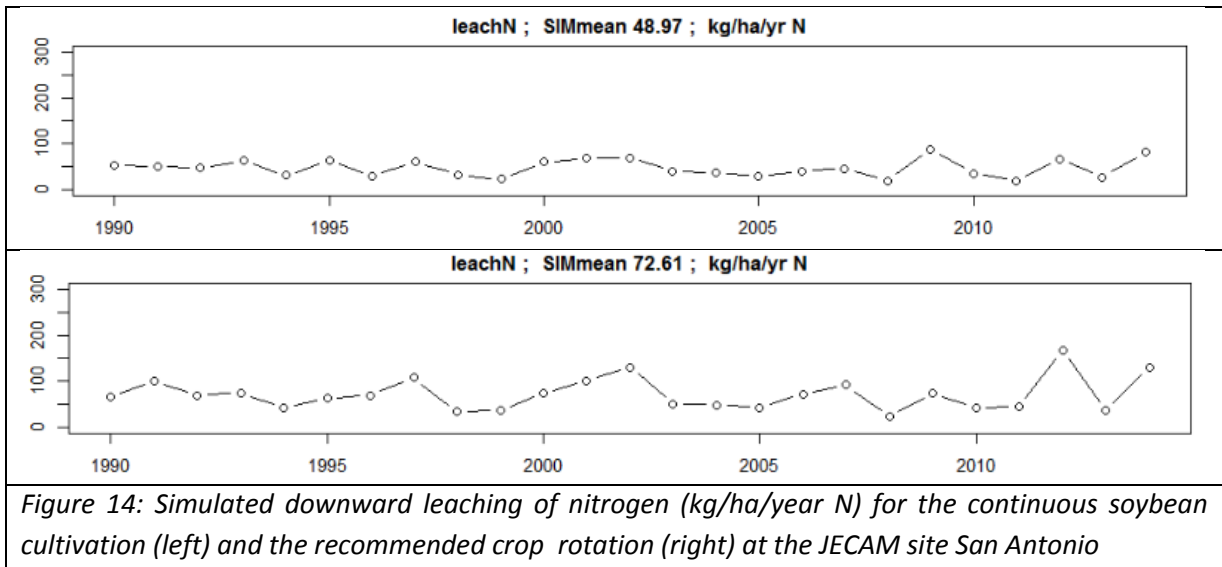 leachN ; SIMmean 48.97 ; kg/ha/yr N
300
200
100
0
1990 1995 2000 2005 2010
leachN ; SIMmean 72.61 ; kg/ha/yr N
300
200
100
0
1990 1995 2000 2005 2010
Figure 14: Simulated downward leaching of nitrogen (kg/ha/year N) for the continuous soybean
cultivation (left) and the recommended crop rotation (right) at the JECAM site San Antonio